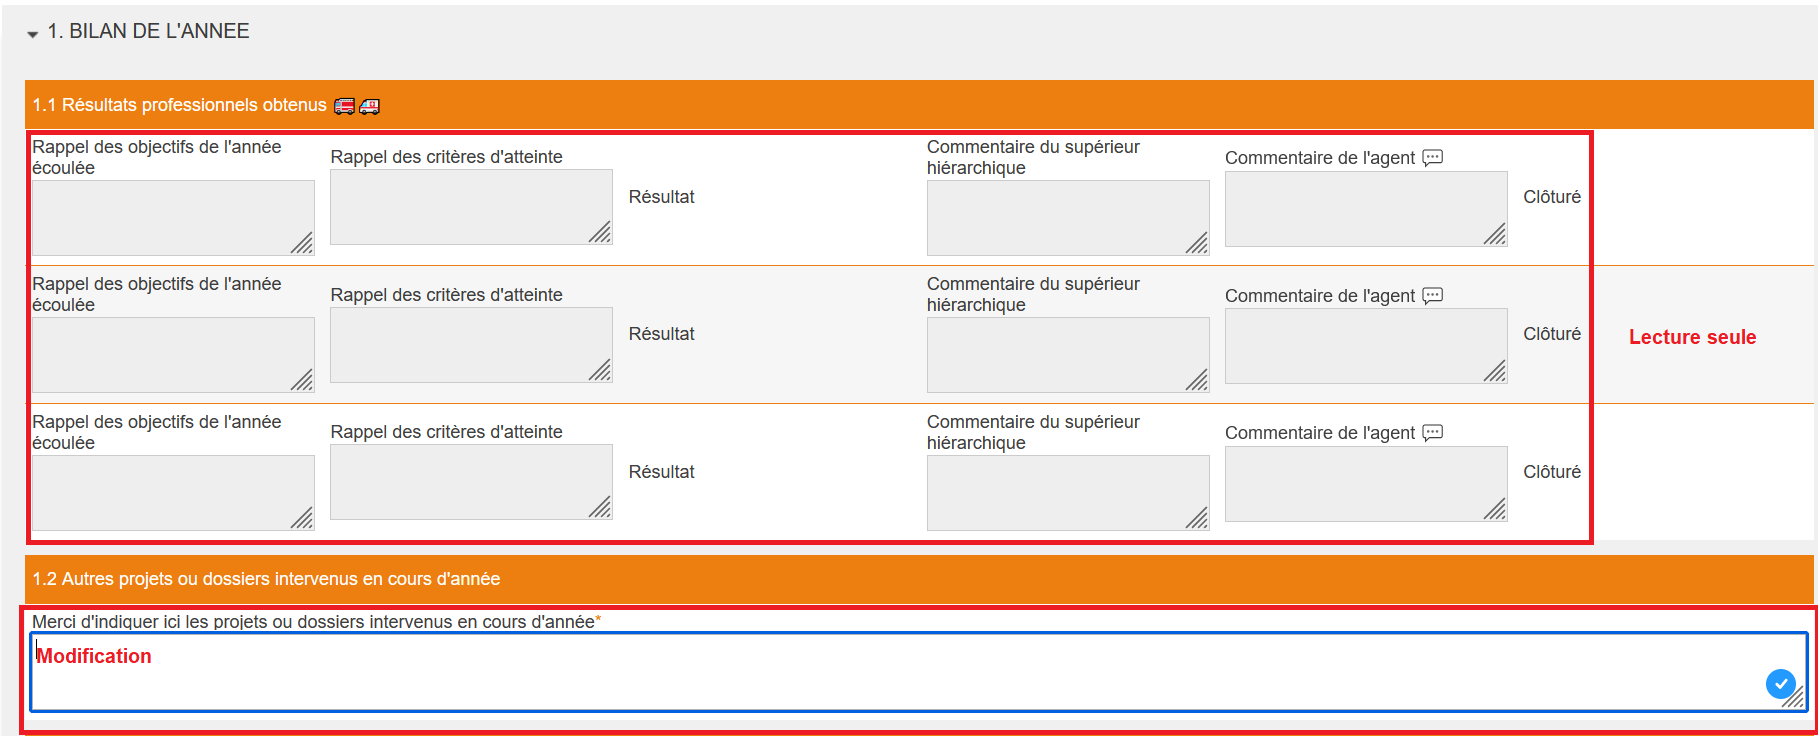 1. BILAN DE L'ANNEE
1.1 Résultats professionnels obtenus
Rappel des objectifs de l'année
écoulée
Rappel des critères d'atteinte
Résultat
Commentaire du supérieur
hiérarchique
Commentaire de l'agent
Clôturé
Rappel des objectifs de l'année
écoulée
Rappel des critères d'atteinte
Résultat
Commentaire du supérieur
hiérarchique
Commentaire de l'agent
Clôturé
Lecture seule
Rappel des objectifs de l'année
écoulée
Rappel des critères d'atteinte
Résultat
Commentaire du supérieur
hiérarchique
Commentaire de l'agent
Clôturé
1.2 Autres projets ou dossiers intervenus en cours d'année
Merci d'indiquer ici les projets ou dossiers intervenus en cours d'année*
Modification